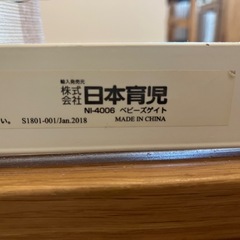 輸入発売元
株式会社 日本育児
NI-4006 ベビーズゲイト
い。 S1801-001/Jan.2018 MADE IN CHINA